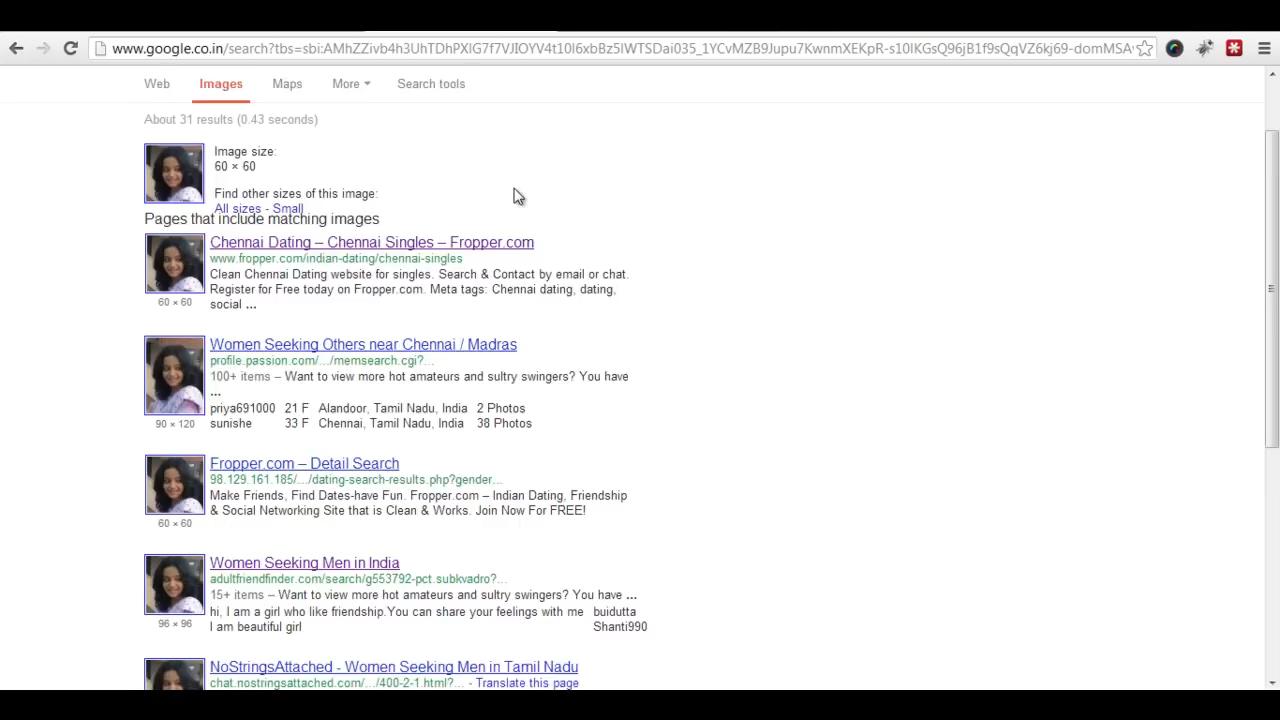 www.google.co.in/search?tbs=sbi:
Web Images Maps More Search tools
About 31 results (0.43 seconds)
Image size:
60 × 60
Find other sizes of this image:
All sizes - Small
Pages that include matching images
Chennai Dating – Chennai Singles – Fropper.com
www.fropper.com/indian-dating/chennai-singles
Clean Chennai Dating website for singles. Search & Contact by email or chat.
Register for Free today on Fropper.com. Meta tags: Chennai dating, dating,
social ...
60 × 60
Women Seeking Others near Chennai / Madras
profile.passion.com/.../memsearch.cgi?...
100+ items – Want to view more hot amateurs and sultry swingers? You have
...
priya691000 21 F Alandoor, Tamil Nadu, India 2 Photos
sunishe 33 F Chennai, Tamil Nadu, India 38 Photos
90 × 120
Fropper.com – Detail Search
98.129.161.185/.../dating-search-results.php?gender...
Make Friends, Find Dates-have Fun. Fropper.com – Indian Dating, Friendship
& Social Networking Site that is Clean & Works. Join Now For FREE!
60 × 60
Women Seeking Men in India
adultfriendfinder.com/search/g553792-pct.subkvadro?...
15+ items – Want to view more hot amateurs and sultry swingers? You have ...
hi, I am a girl who like friendship.You can share your feelings with me buidutta
I am beautiful girl Shanti990
96 × 96
NoStringsAttached - Women Seeking Men in Tamil Nadu
chat.nostringsattached.com/.../400-2-1.html?... - Translate this page